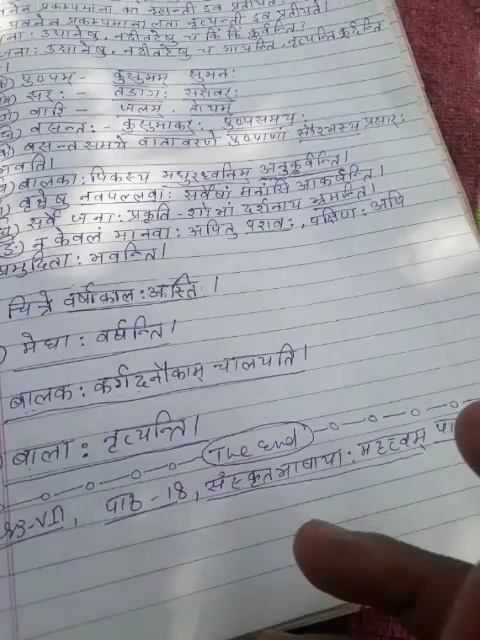 पवनेन प्रकम्पमाना लता नृत्यन्ती इव प्रतीयते।
जना: उद्यानेषु, नदीतटेषु च किं किं कुर्वन्ति?
जना: उद्यानेषु, नदीतटेषु च गायन्ति, नृत्यन्ति कुर्दन्ति
पुष्पम् - कुसुमम् सुमन:
सर: - तडाग: सरोवर:
वारि - जलम्, तोयम्
वसन्त: - कुसुमाकर: पुष्पसमय:
वसन्तसमये वातावरणे पुष्पाणां सौरभस्य प्रसार:
भवति।
बालका: पिकस्य मधुरध्वनिम् अनुकुर्वन्ति।
वृक्षेषु नवपल्लवा: सर्वेषां मनांसि आकर्षन्ति।
सर्वे जना: प्रकृति-शोभां दर्शनाय भ्रमन्ति।
न केवलं मानवा: अपितु पशव:, पक्षिण: अपि
प्रमुदिता: भवन्ति।
चित्रे वर्षाकाल: अस्ति।
मेघा: वर्षन्ति।
बालक: कर्गदनौकाम् चालयति।
बाला: नृत्यन्ति।
The End
VII, पाठ - 18, संस्कृतभाषाया: महत्वम्